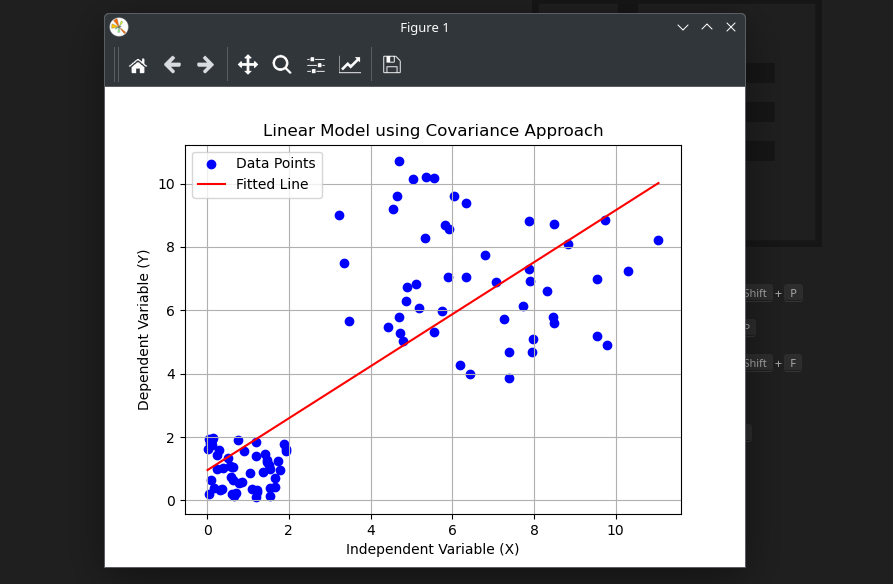 Figure 1
Linear Model using Covariance Approach
Data Points
Fitted Line
Dependent Variable (Y)
10
8
6
4
2
0
0 2 4 6 8 10
Independent Variable (X)
Shift + P
Shift + F